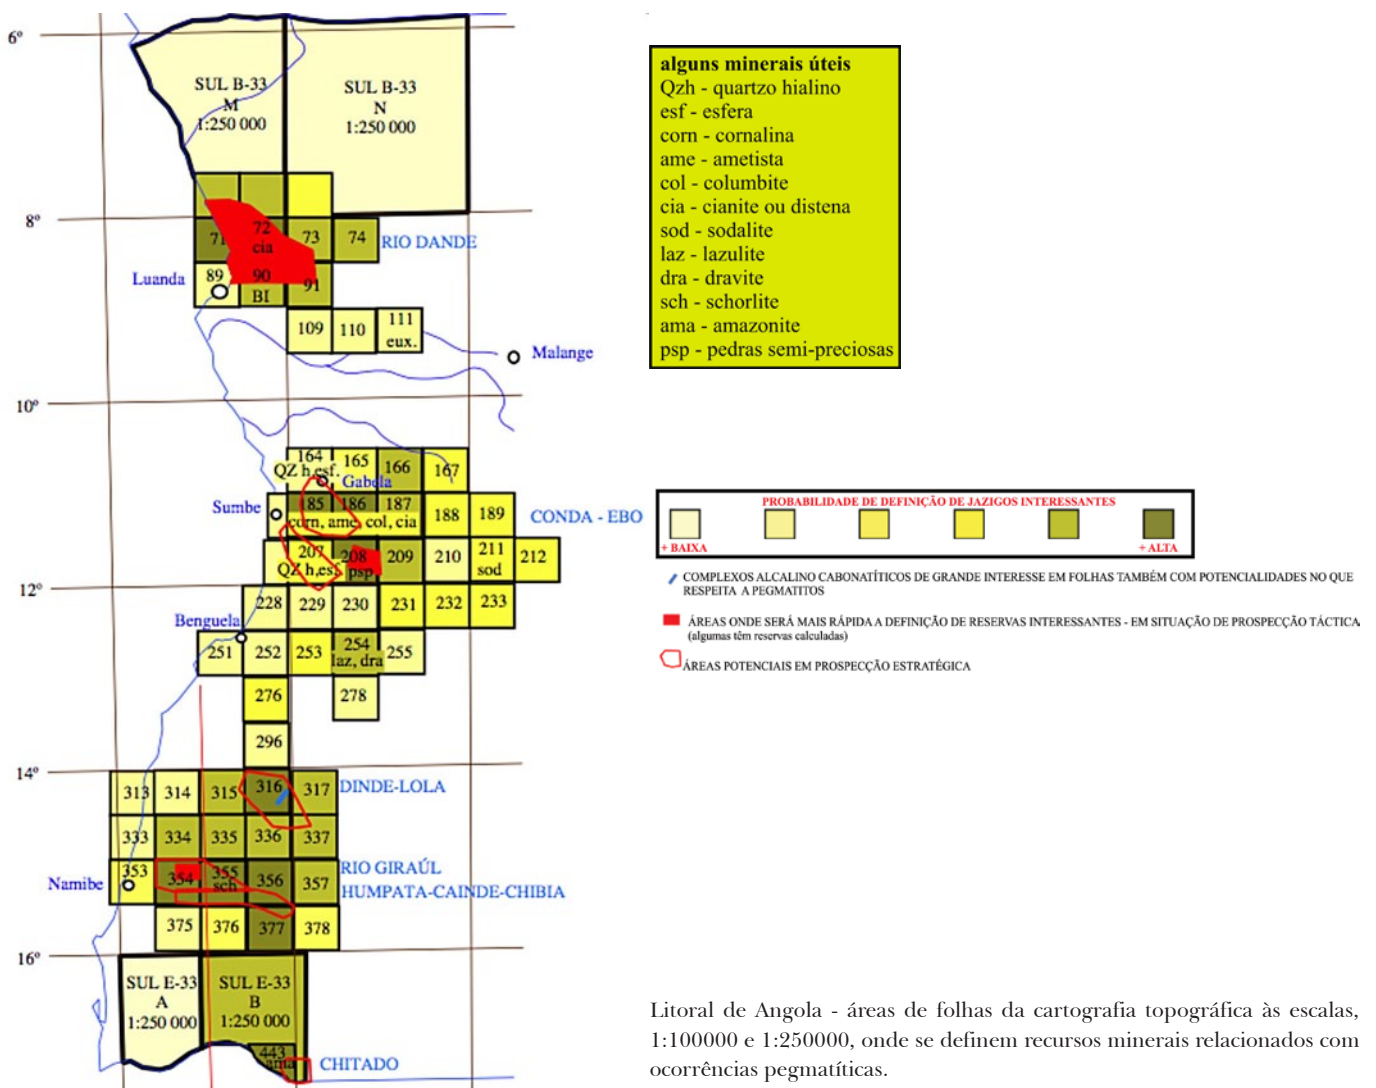 6º
SUL B-33
M
1:250 000
SUL B-33
N
1:250 000
8º
71
72
cia
73
74
RIO DANDE
Luanda
89
90
BI
91
109
110
111
eux.
Malange
10º
164
165
166
167
QZ h,esf.
Gabela
Sumbe
185
186
187
188
189
CONDA - EBO
corn, ame, col, cia
207
208
209
210
211
212
QZ h,esf
psp
sod
12º
228
229
230
231
232
233
Benguela
251
252
253
254
255
laz, dra
276
278
296
14º
313
314
315
316
317
DINDE-LOLA
333
334
335
336
337
353
354
355
356
357
sch
RIO GIRAÚL
HUMPATA-CAINDE-CHIBIA
Namibe
375
376
377
378
16º
SUL E-33
A
1:250 000
SUL E-33
B
1:250 000
443
ama
CHITADO
alguns minerais úteis
Qzh - quartzo hialino
esf - esfera
corn - cornalina
ame - ametista
col - columbite
cia - cianite ou distena
sod - sodalite
laz - lazulite
dra - dravite
sch - schorlite
ama - amazonite
psp - pedras semi-preciosas
PROBABILIDADE DE DEFINIÇÃO DE JAZIGOS INTERESSANTES
+ BAIXA
+ ALTA
COMPLEXOS ALCALINO CABONATÍTICOS DE GRANDE INTERESSE EM FOLHAS TAMBÉM COM POTENCIALIDADES NO QUE
RESPEITA A PEGMATITOS
ÁREAS ONDE SERÁ MAIS RÁPIDA A DEFINIÇÃO DE RESERVAS INTERESSANTES - EM SITUAÇÃO DE PROSPECÇÃO TÁCTICA
(algumas têm reservas calculadas)
ÁREAS POTENCIAIS EM PROSPECÇÃO ESTRATÉGICA
Litoral de Angola - áreas de folhas da cartografia topográfica às escalas,
1:100000 e 1:250000, onde se definem recursos minerais relacionados com
ocorrências pegmatíticas.